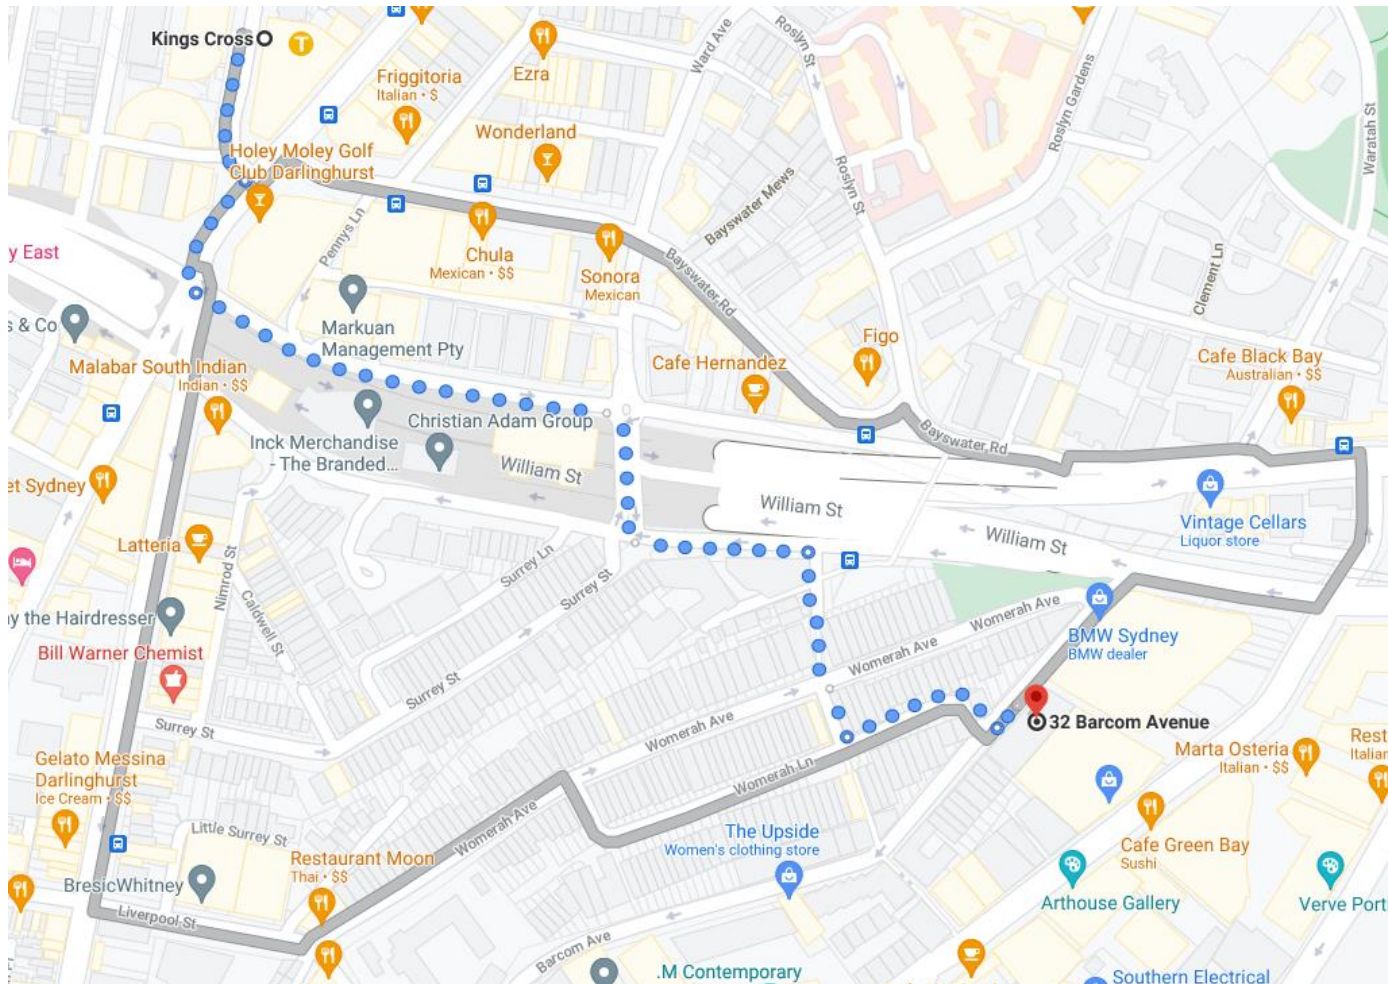 Kings Cross
T
Friggitoria
Italian • $
Ezra
Ward Ave
Roslyn St
Roslyn Gardens
Waratah St
Wonderland
Holey Moley Golf
Club Darlinghurst
Roslyn St
Bayswater Mews
Pennys Ln
y East
Chula
Mexican • $$
Sonora
Mexican
Bayswater Rd
Clement Ln
s & Co
Markuan
Management Pty
Figo
Malabar South Indian
Indian • $$
Cafe Hernandez
Cafe Black Bay
Australian • $$
Christian Adam Group
Inck Merchandise
- The Branded...
Bayswater Rd
William St
et Sydney
William St
Vintage Cellars
Liquor store
Latteria
William St
Nimrod St
Surrey Ln
Surrey St
Caldwell St
y the Hairdresser
Womerah Ave
BMW Sydney
BMW dealer
Bill Warner Chemist
Womerah Ave
Surrey St
32 Barcom Avenue
Surrey St
Womerah Ave
Marta Osteria
Italian • $$
Rest
Italian
Gelato Messina
Darlinghurst
Ice Cream • $$
Womerah Ln
Little Surrey St
Womerah Ave
The Upside
Women's clothing store
Cafe Green Bay
Sushi
Restaurant Moon
Thai • $$
BresicWhitney
Arthouse Gallery
Verve Port
Liverpool St
Barcom Ave
.M Contemporary
Southern Electrical